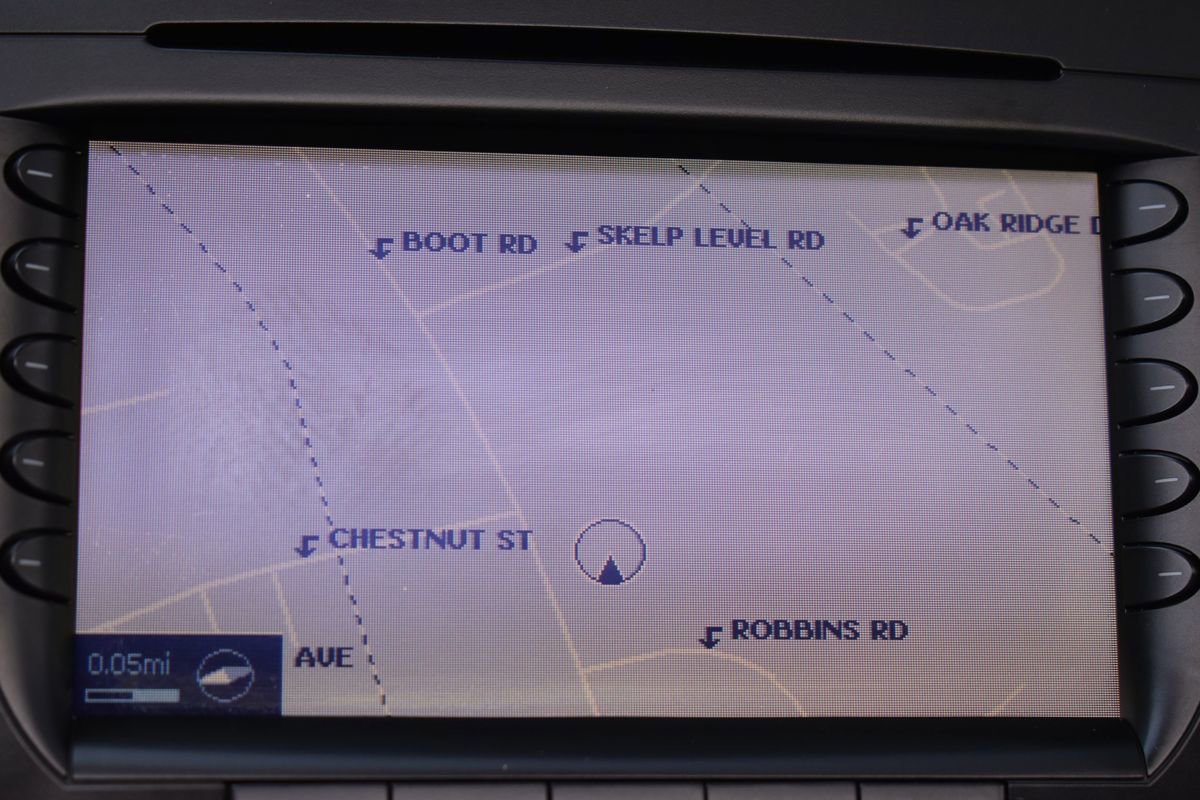 OAK RIDGE D
BOOT RD
SKELP LEVEL RD
CHESTNUT ST
ROBBINS RD
AVE
0.05mi